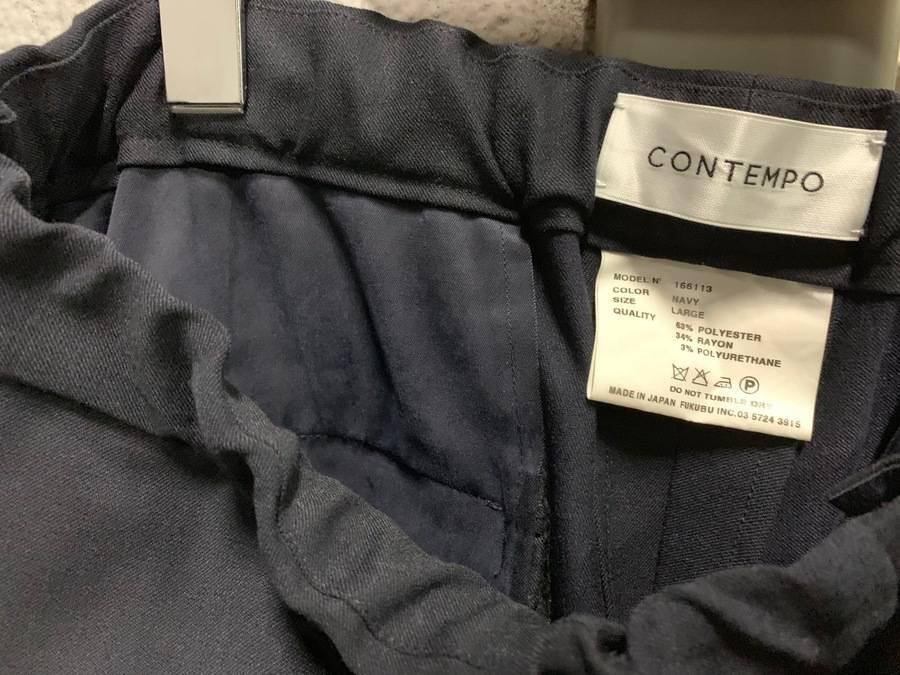 CONTEMPO
MODEL Nº 166113
COLOR NAVY
SIZE LARGE
QUALITY
63% POLYESTER
34% RAYON
3% POLYURETHANE
P
DO NOT TUMBLE DRY
MADE IN JAPAN FUKUBU INC.03 5724 3815